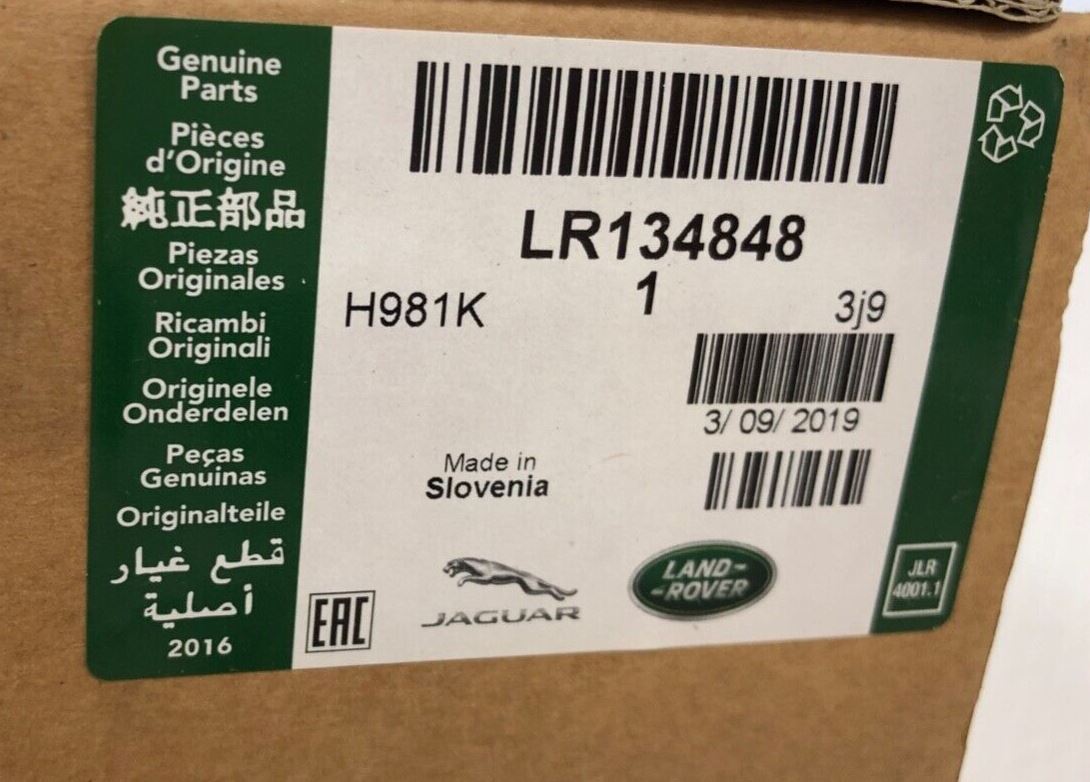 Genuine
Parts
Pièces
d'Origine
純正部品
Piezas
Originales
Ricambi
Originali
Originele
Onderdelen
Peças
Genuinas
Originalteile
قطع غيار
أصلية
2016
LR134848
1
H981K
3j9
3/ 09/ 2019
Made in
Slovenia
EAC
JAGUAR
LAND-
-ROVER
JLR
4001.1